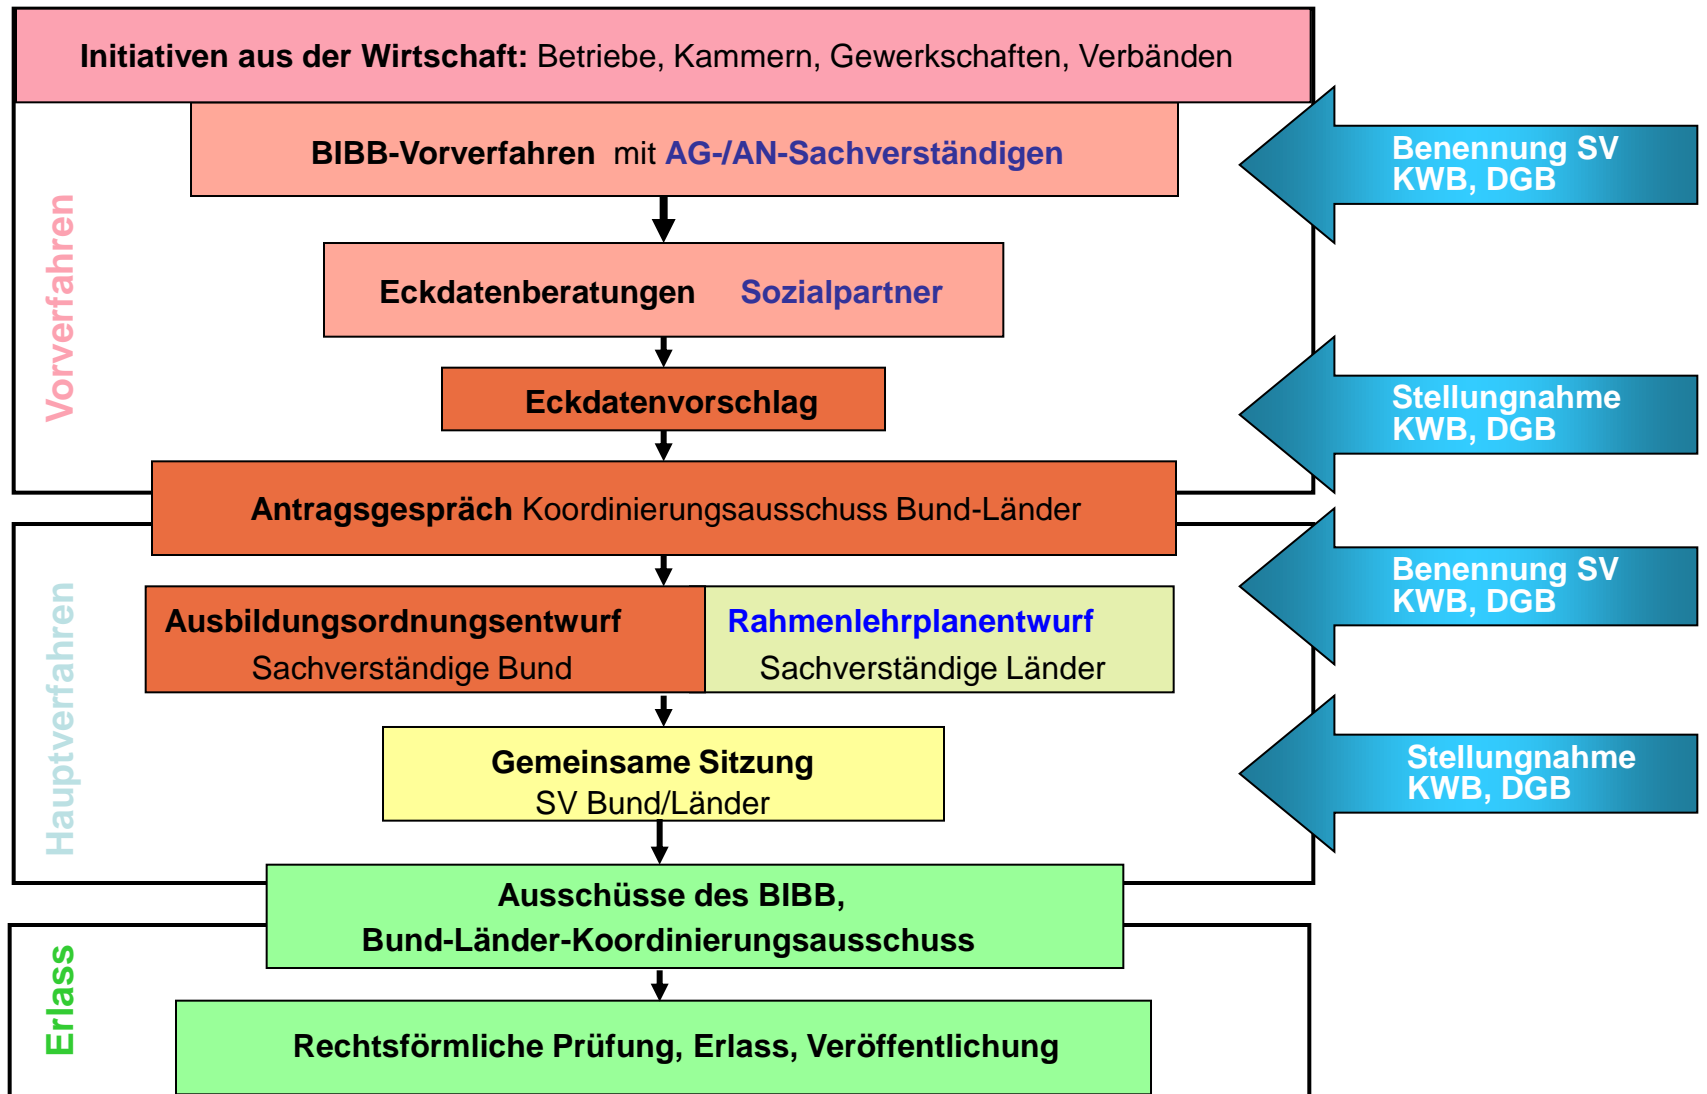 Initiativen aus der Wirtschaft: Betriebe, Kammern, Gewerkschaften, Verbänden
BIBB-Vorverfahren mit AG-/AN-Sachverständigen
Benennung SV
KWB, DGB
Vorverfahren
Eckdatenberatungen Sozialpartner
Eckdatenvorschlag
Stellungnahme
KWB, DGB
Antragsgespräch Koordinierungsausschuss Bund-Länder
Hauptverfahren
Ausbildungsordnungsentwurf
Sachverständige Bund
Rahmenlehrplanentwurf
Sachverständige Länder
Benennung SV
KWB, DGB
Gemeinsame Sitzung
SV Bund/Länder
Stellungnahme
KWB, DGB
Ausschüsse des BIBB,
Bund-Länder-Koordinierungsausschuss
Erlass
Rechtsförmliche Prüfung, Erlass, Veröffentlichung